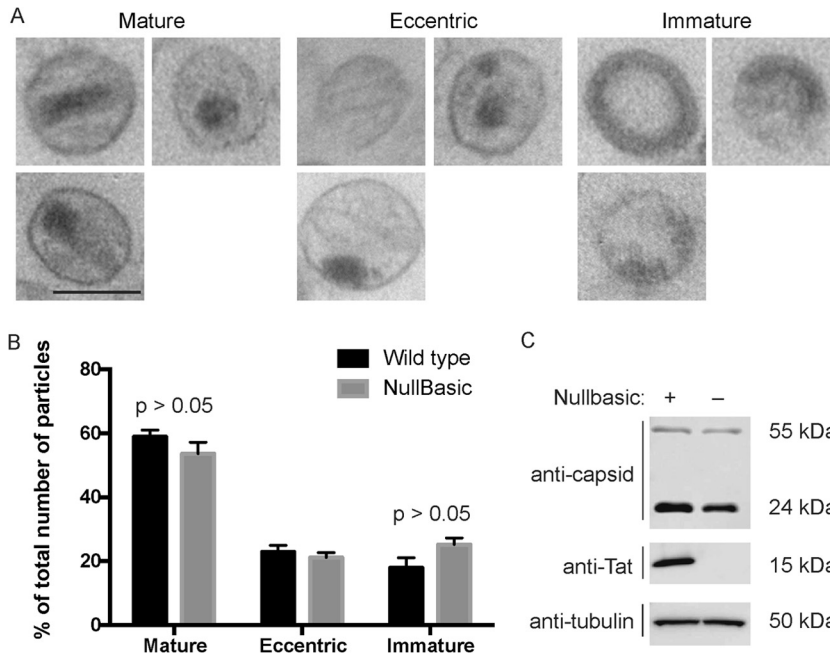 A
Mature
Eccentric
Immature
B
% of total number of particles
80
60
40
20
0
Wild type
NullBasic
p > 0.05
p > 0.05
Mature
Eccentric
Immature
C
Nullbasic: + –
anti-capsid
55 kDa
24 kDa
anti-Tat
15 kDa
anti-tubulin
50 kDa